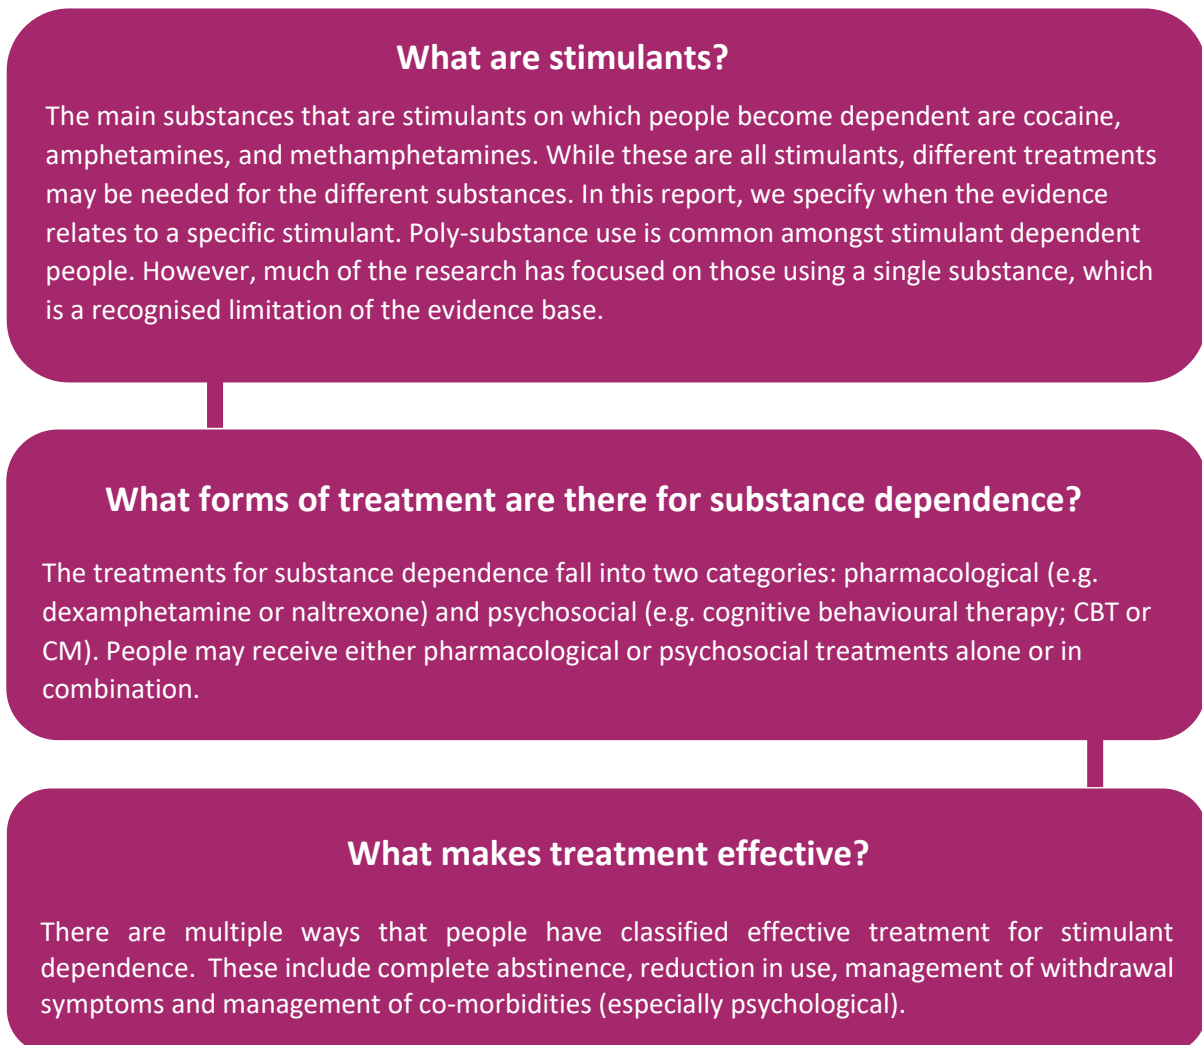 What are stimulants?
The main substances that are stimulants on which people become dependent are cocaine,
amphetamines, and methamphetamines. While these are all stimulants, different treatments
may be needed for the different substances. In this report, we specify when the evidence
relates to a specific stimulant. Poly-substance use is common amongst stimulant dependent
people. However, much of the research has focused on those using a single substance, which
is a recognised limitation of the evidence base.
What forms of treatment are there for substance dependence?
The treatments for substance dependence fall into two categories: pharmacological (e.g.
dexamphetamine or naltrexone) and psychosocial (e.g. cognitive behavioural therapy; CBT or
CM). People may receive either pharmacological or psychosocial treatments alone or in
combination.
What makes treatment effective?
There are multiple ways that people have classified effective treatment for stimulant
dependence. These include complete abstinence, reduction in use, management of withdrawal
symptoms and management of co-morbidities (especially psychological).